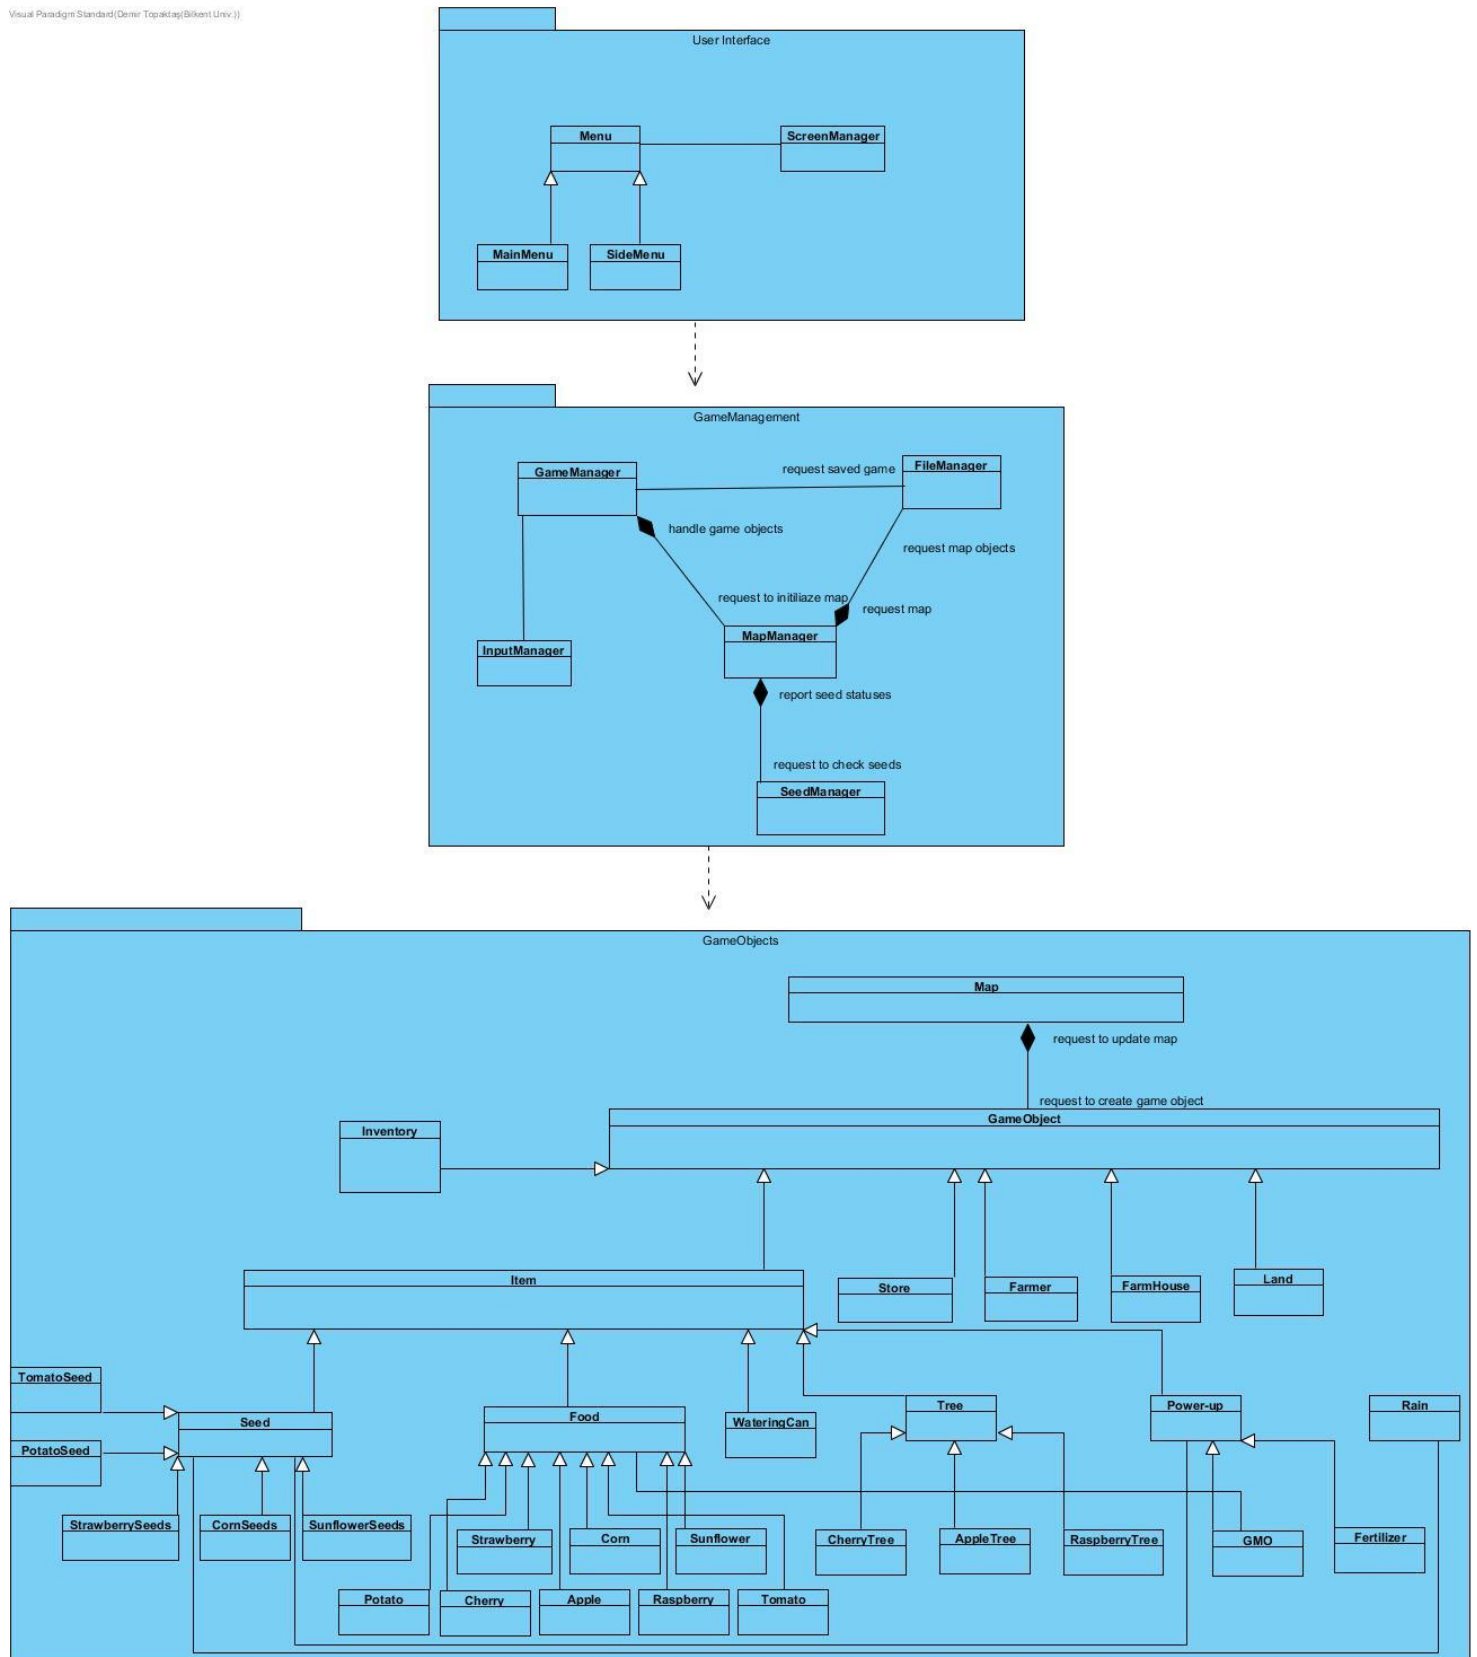 Visual Paradigm Standard(Demir Topaktaş(Bilkent Univ.))
User Interface
Menu
ScreenManager
MainMenu
SideMenu
GameManagement
GameManager
request saved game
FileManager
handle game objects
request map objects
request to initiliaze map
request map
MapManager
InputManager
report seed statuses
request to check seeds
SeedManager
GameObjects
Map
request to update map
request to create game object
GameObject
Inventory
Item
Store
Farmer
FarmHouse
Land
TomatoSeed
Seed
Food
WateringCan
Tree
Power-up
Rain
PotatoSeed
StrawberrySeeds
CornSeeds
SunflowerSeeds
Strawberry
Corn
Sunflower
CherryTree
AppleTree
RaspberryTree
GMO
Fertilizer
Potato
Cherry
Apple
Raspberry
Tomato